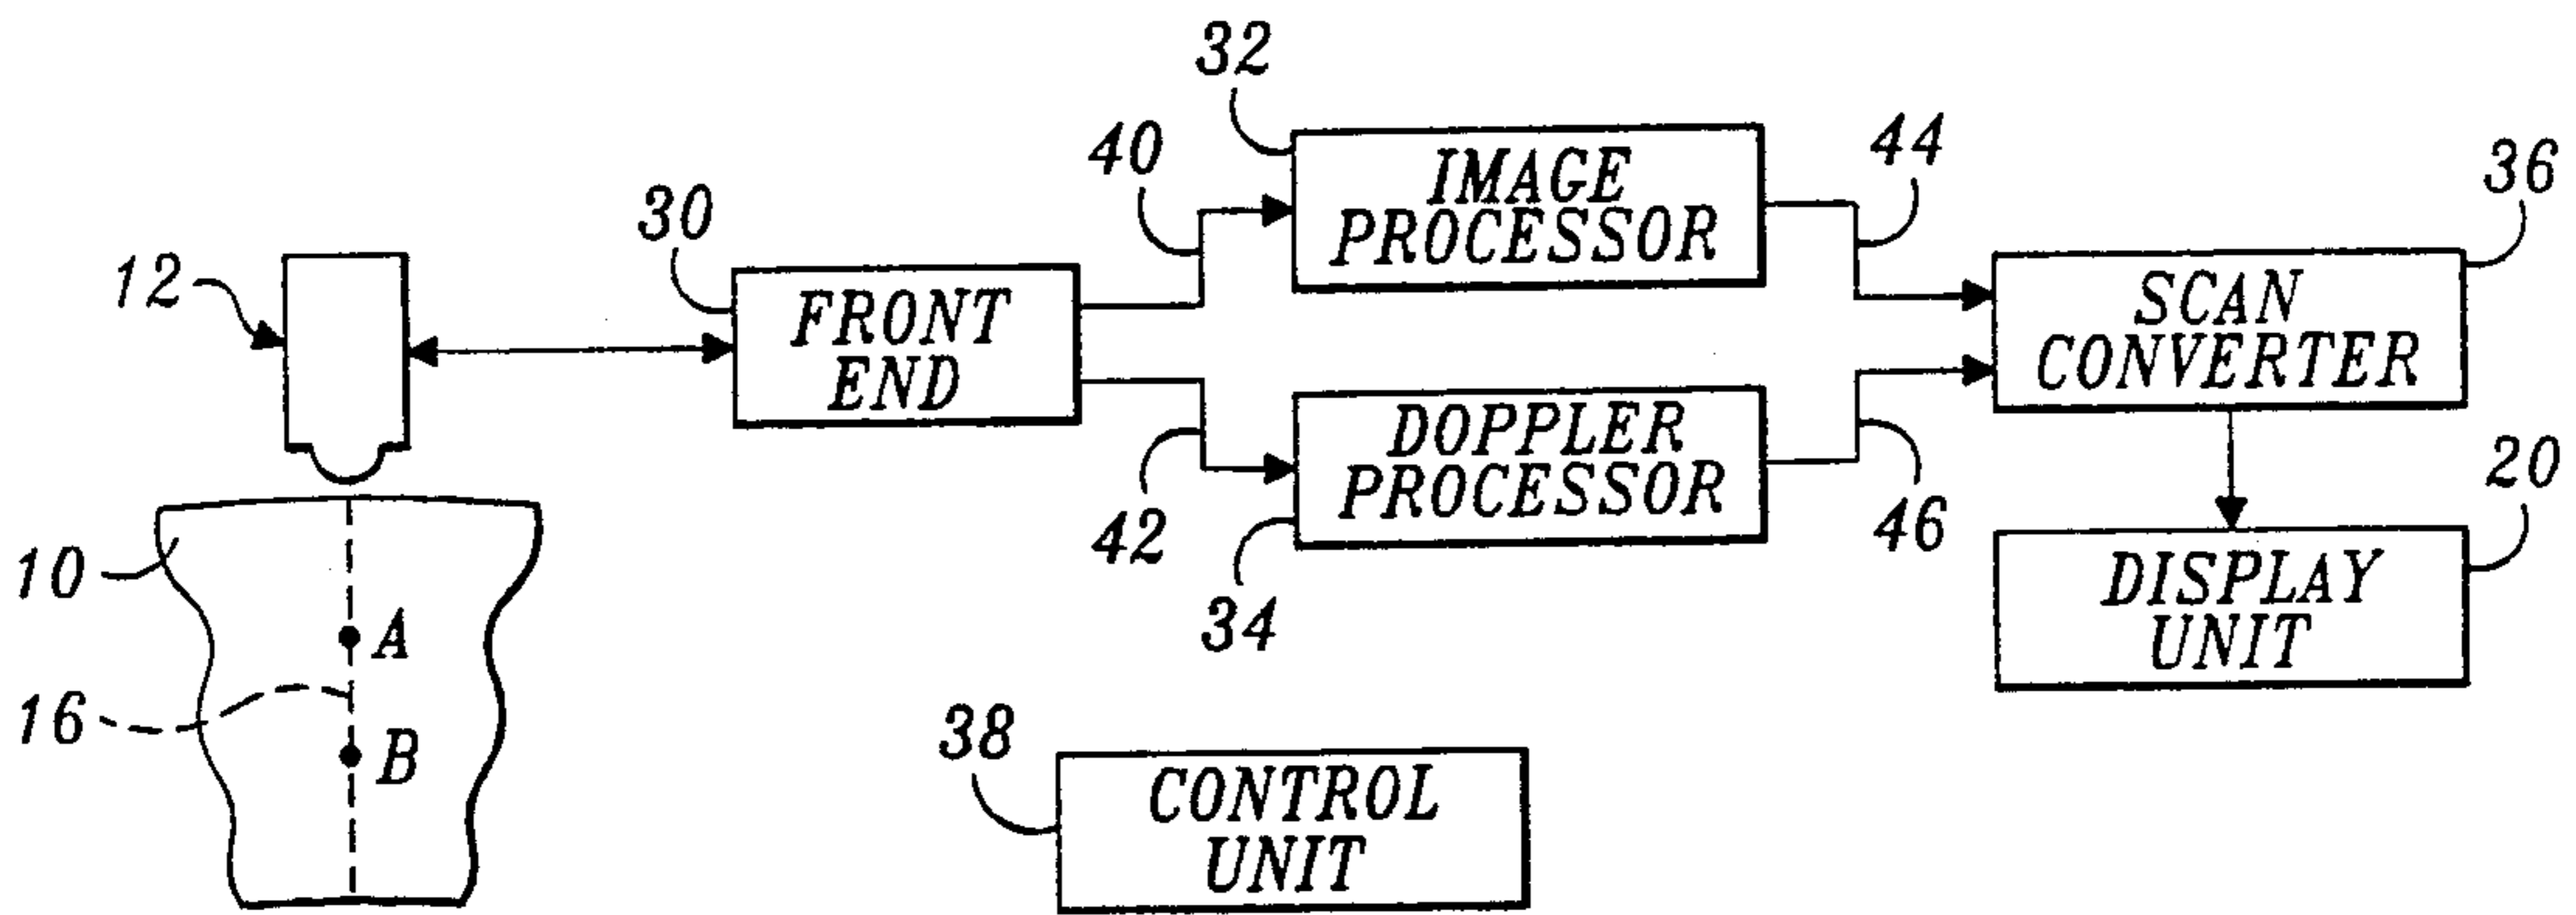 32
40
IMAGE
PROCESSOR
44
36
30
12
FRONT
END
SCAN
CONVERTER
DOPPLER
PROCESSOR
42
34
46
20
10
A
16
B
DISPLAY
UNIT
38
CONTROL
UNIT